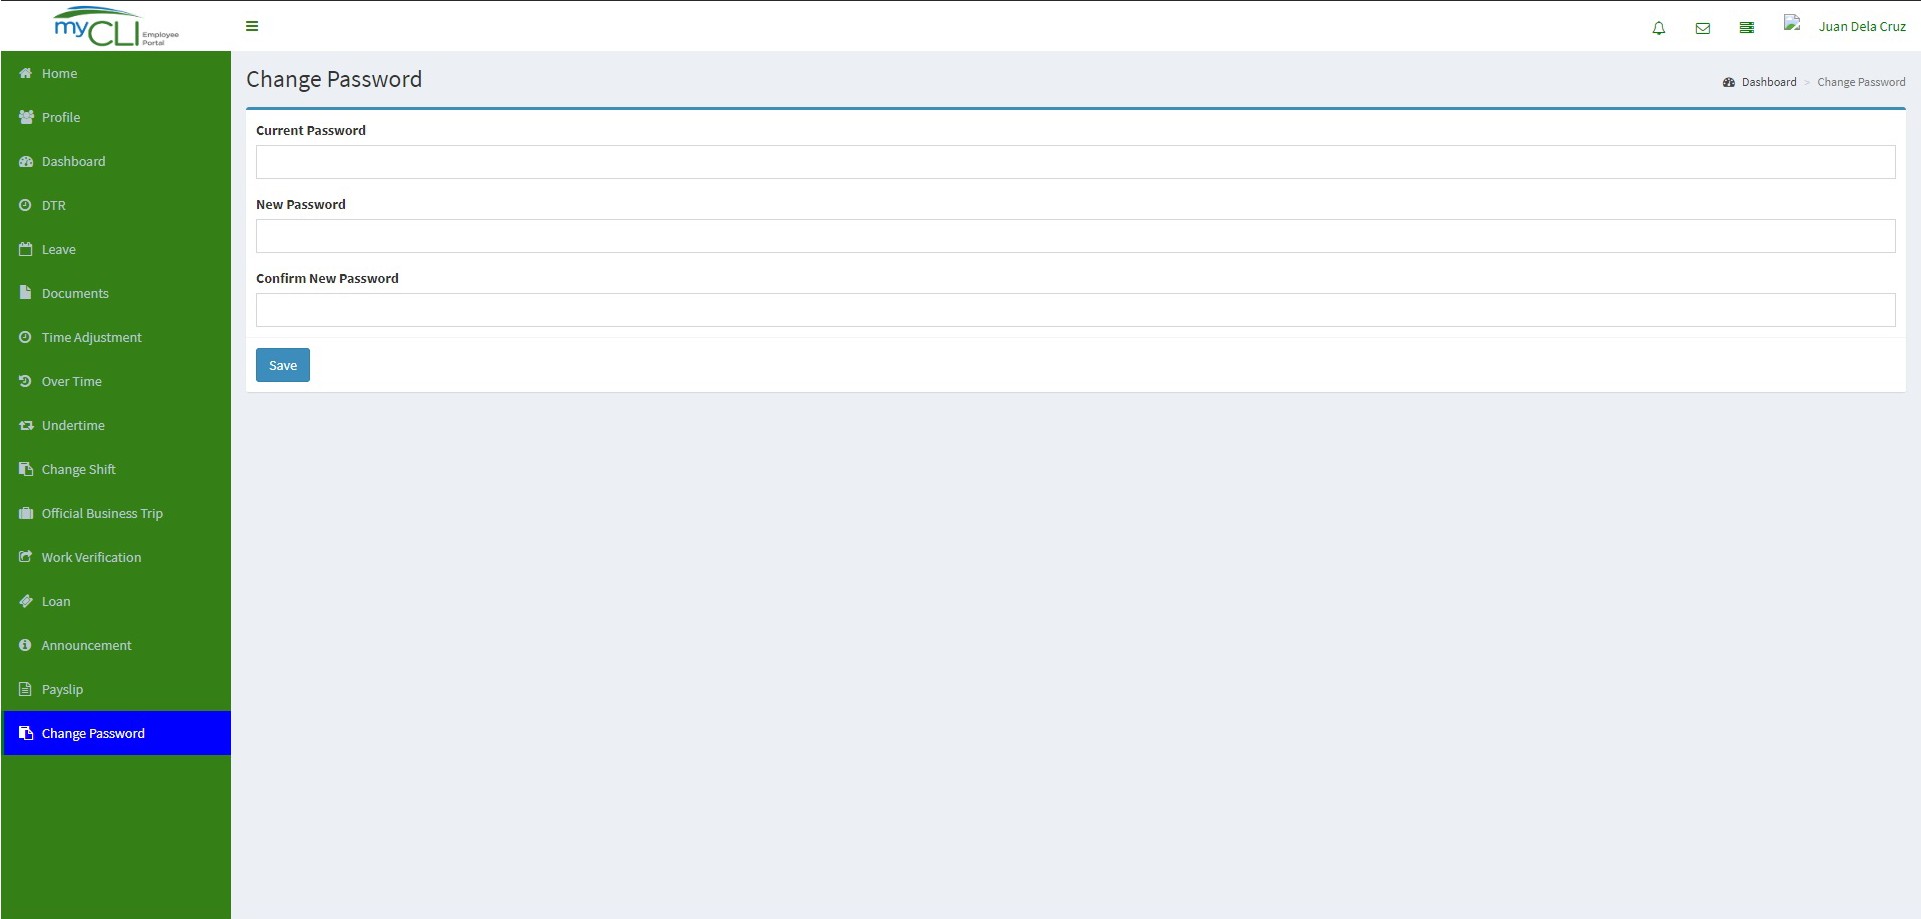 myCLI Employee
Portal
Juan Dela Cruz
Home
Profile
Dashboard
DTR
Leave
Documents
Time Adjustment
Over Time
Undertime
Change Shift
Official Business Trip
Work Verification
Loan
Announcement
Payslip
Change Password
Change Password
Dashboard > Change Password
Current Password
New Password
Confirm New Password
Save